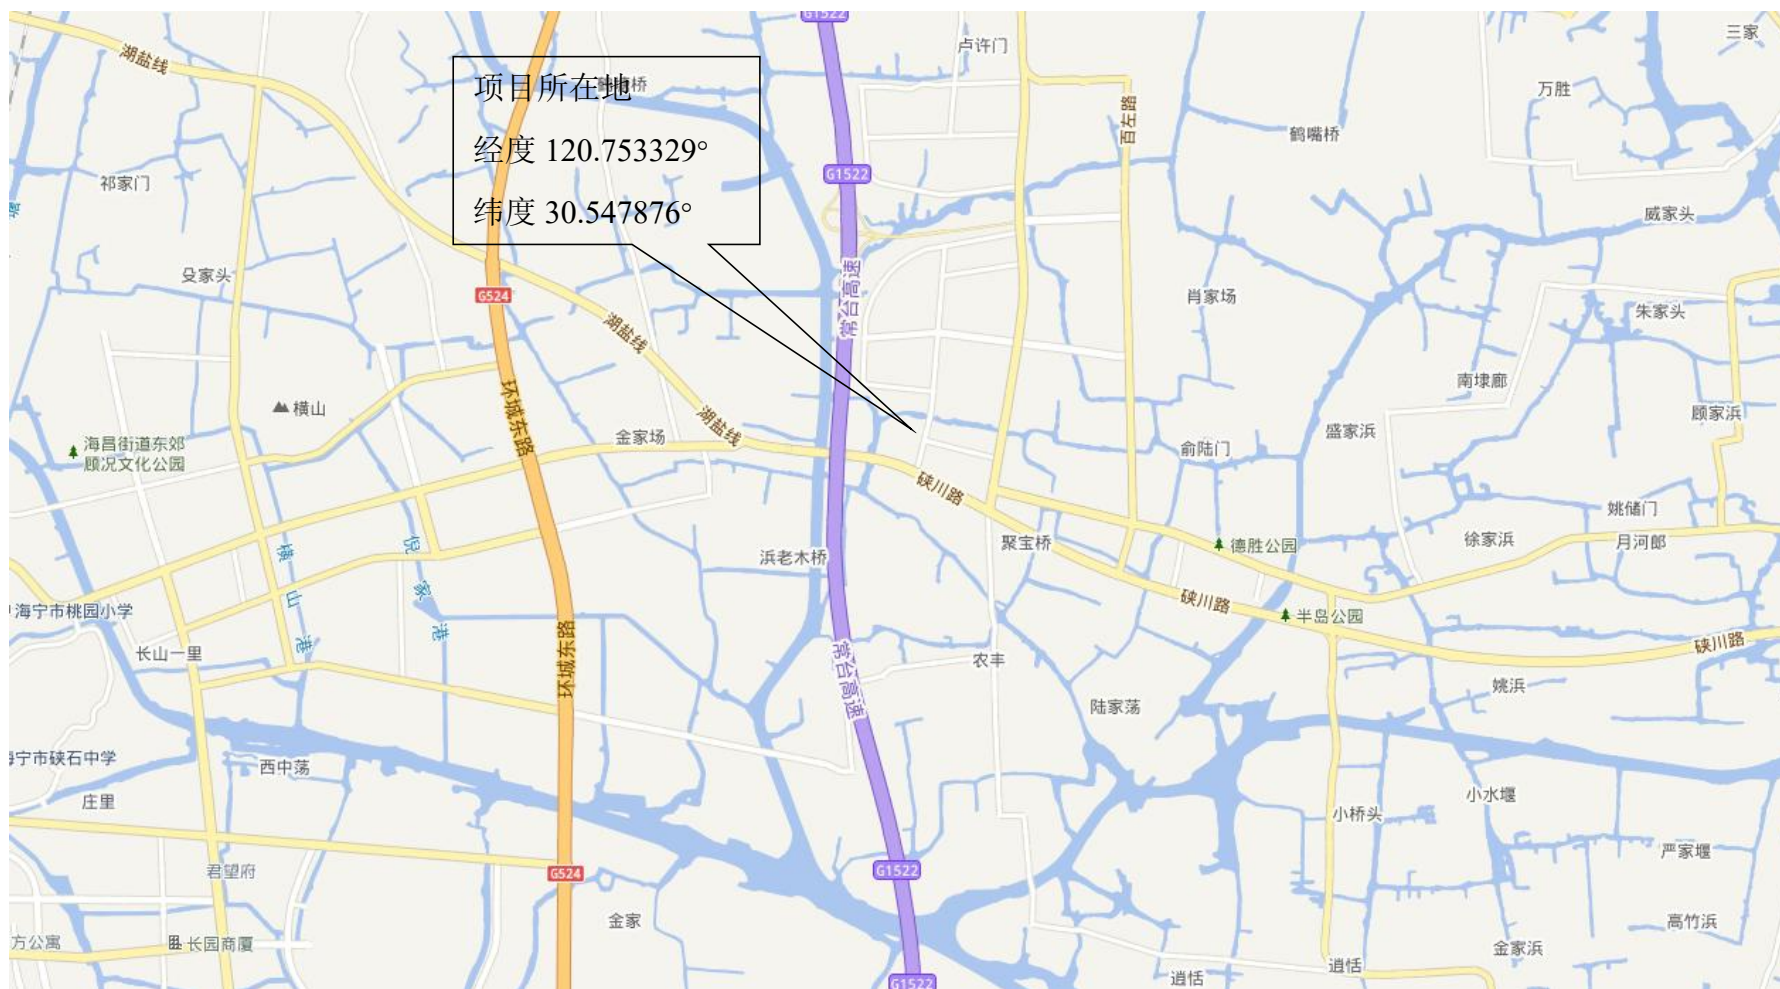 G1522
卢许门
三家
湖盐线
项目所在地
鹤嘴桥
经度 120.753329°
纬度 30.547876°
万胜
百左路
鹤嘴桥
G1522
祁家门
塘
威家头
殳家头
G524
常台高速
肖家场
朱家头
湖盐线
南埭廊
环城东路
横山
湖盐线
顾家浜
海昌街道东郊
顾况文化公园
金家场
盛家浜
俞陆门
硖川路
姚储门
横山港
倪家港
浜老木桥
聚宝桥
德胜公园
徐家浜
月河郎
海宁市桃园小学
硖川路
半岛公园
长山一里
环城东路
常台高速
农丰
硖川路
姚浜
陆家荡
海宁市硖石中学
西中荡
庄里
小桥头
小水堰
君望府
G524
G1522
严家堰
金家
高竹浜
方公寓
长园商厦
金家浜
逍恬
逍恬
G1522